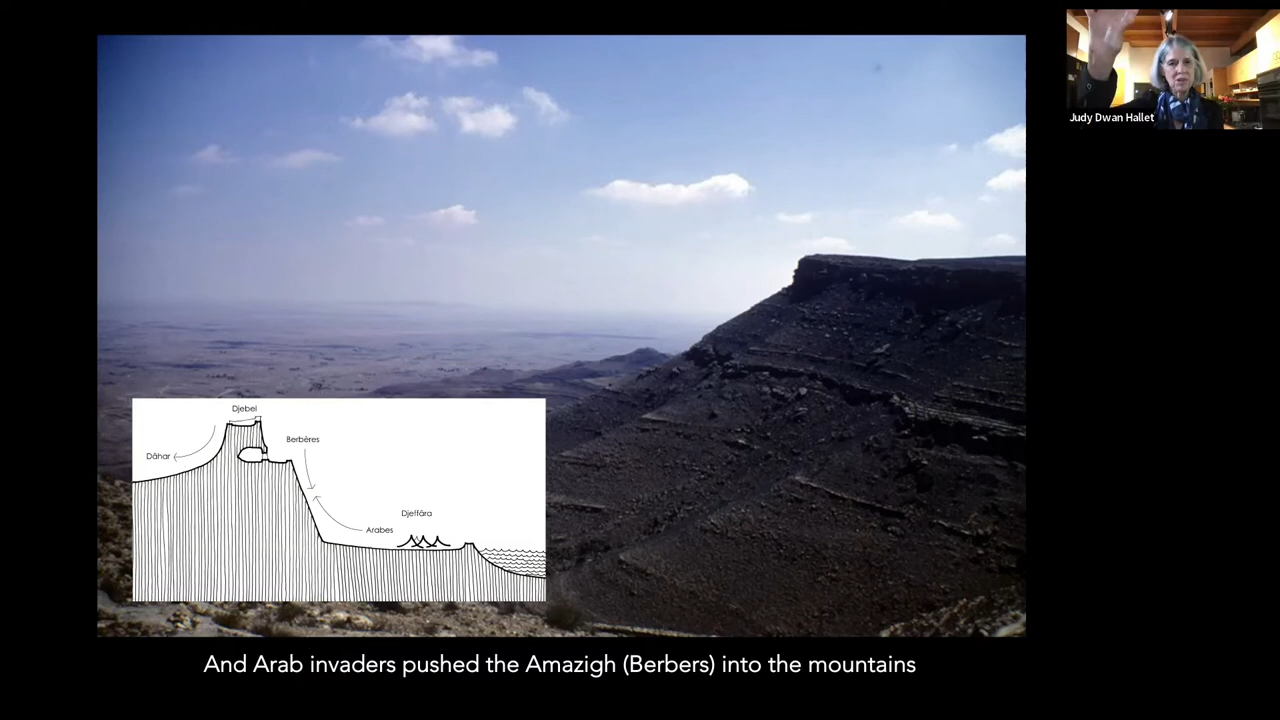 Judy Dwan Hallet
Djebel
Berbères
Dâhar
Djeffâra
Arabes
And Arab invaders pushed the Amazigh (Berbers) into the mountains